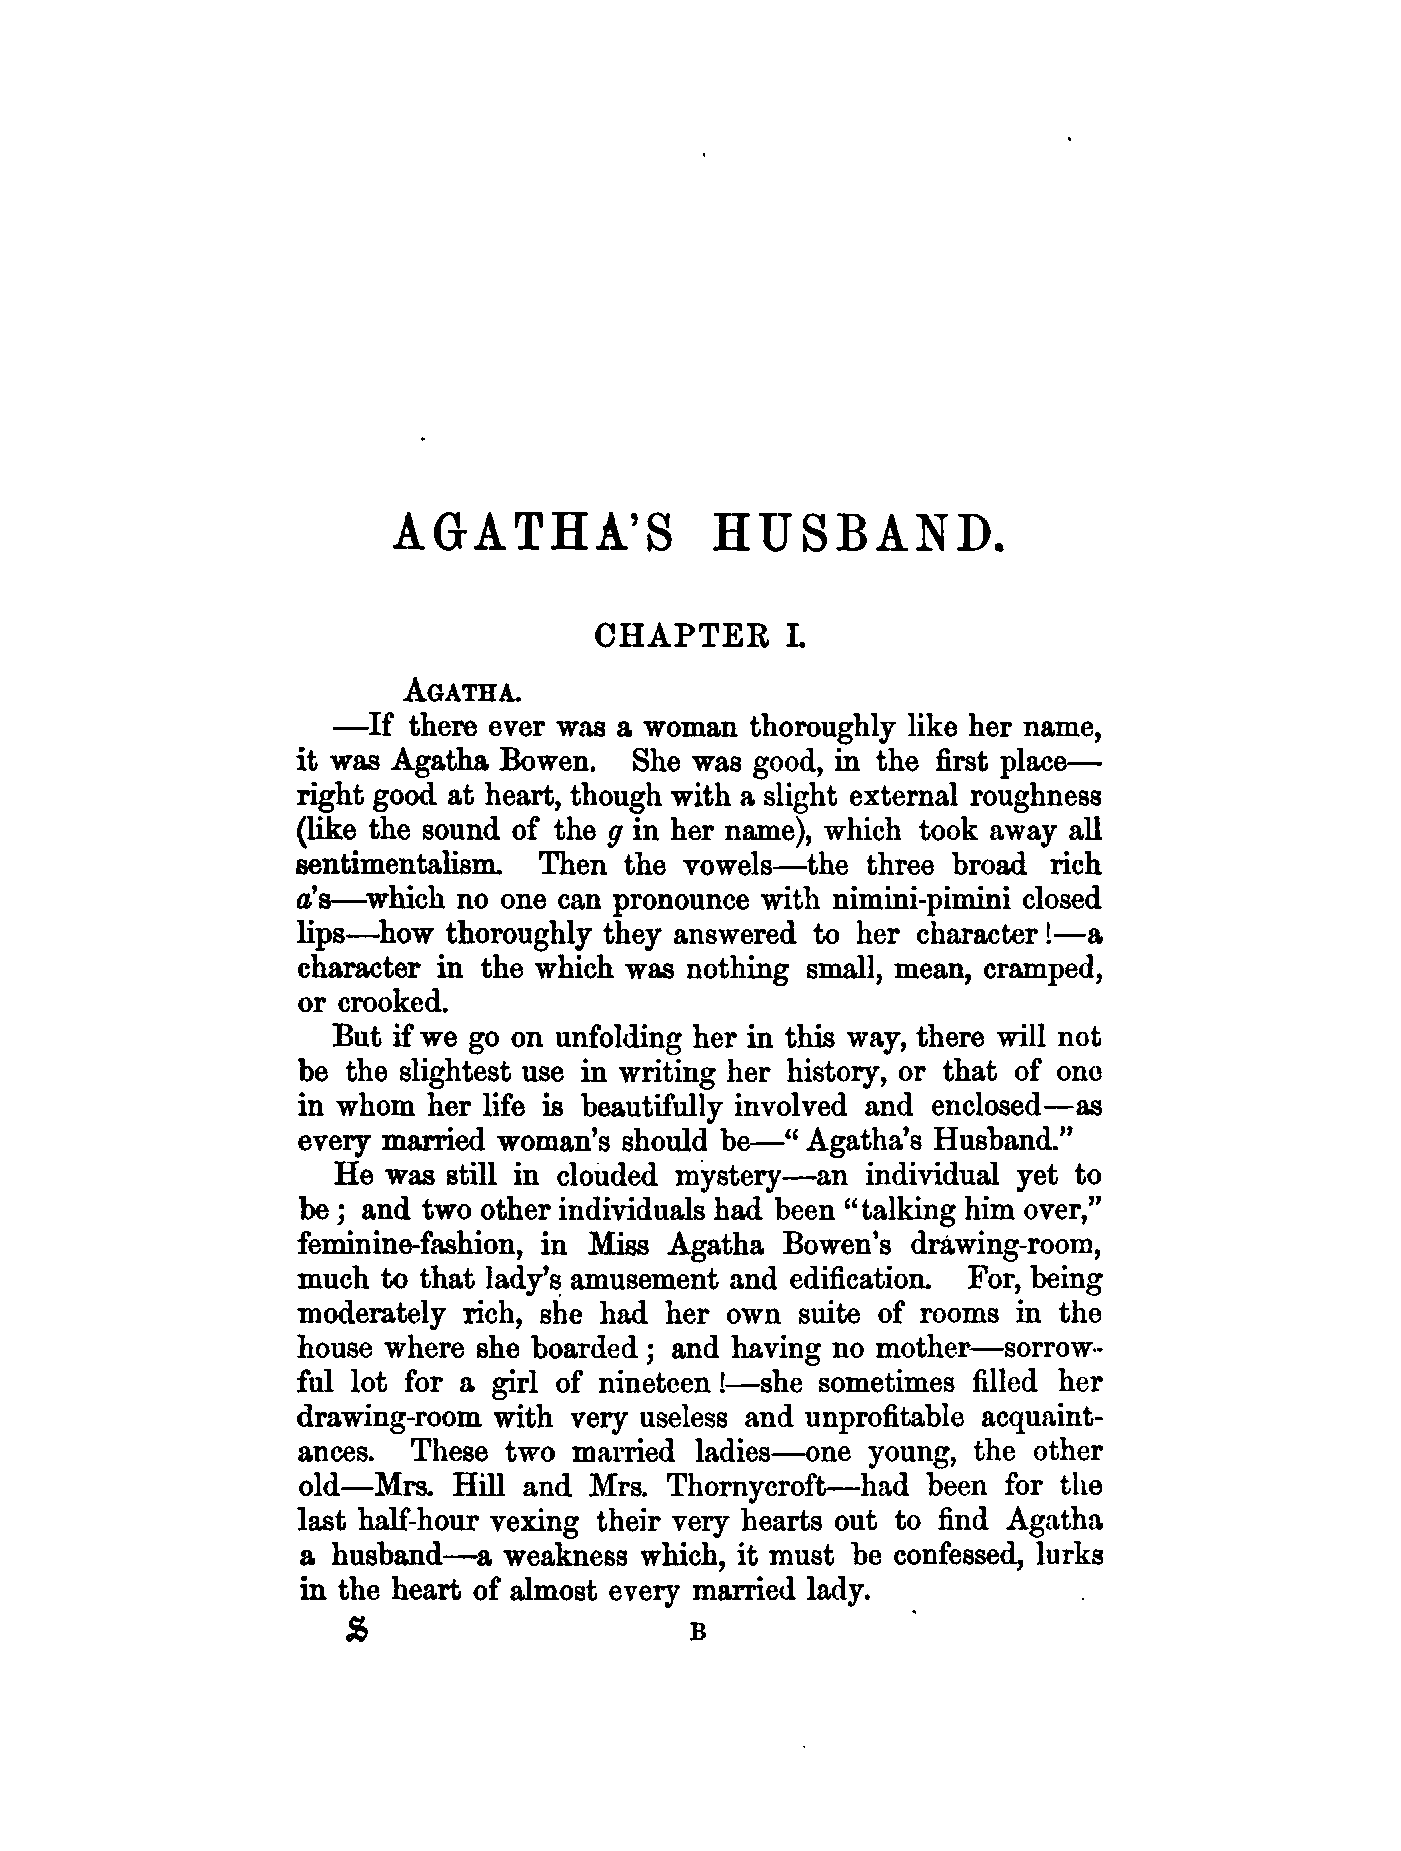 AGATHA'S HUSBAND.
CHAPTER I.
AGATHA.
—If there ever was a woman thoroughly like her name,
it was Agatha Bowen. She was good, in the first place—
right good at heart, though with a slight external roughness
(like the sound of the g in her name), which took away all
sentimentalism. Then the vowels—the three broad rich
a's—which no one can pronounce with nimini-pimini closed
lips—how thoroughly they answered to her character!—a
character in the which was nothing small, mean, cramped,
or crooked.
But if we go on unfolding her in this way, there will not
be the slightest use in writing her history, or that of one
in whom her life is beautifully involved and enclosed—as
every married woman's should be—"Agatha's Husband."
He was still in clouded mystery—an individual yet to
be; and two other individuals had been "talking him over,"
feminine-fashion, in Miss Agatha Bowen's drawing-room,
much to that lady's amusement and edification. For, being
moderately rich, she had her own suite of rooms in the
house where she boarded; and having no mother—sorrow-
ful lot for a girl of nineteen!—she sometimes filled her
drawing-room with very useless and unprofitable acquaint-
ances. These two married ladies—one young, the other
old—Mrs. Hill and Mrs. Thornycroft—had been for the
last half-hour vexing their very hearts out to find Agatha
a husband—a weakness which, it must be confessed, lurks
in the heart of almost every married lady.
S B